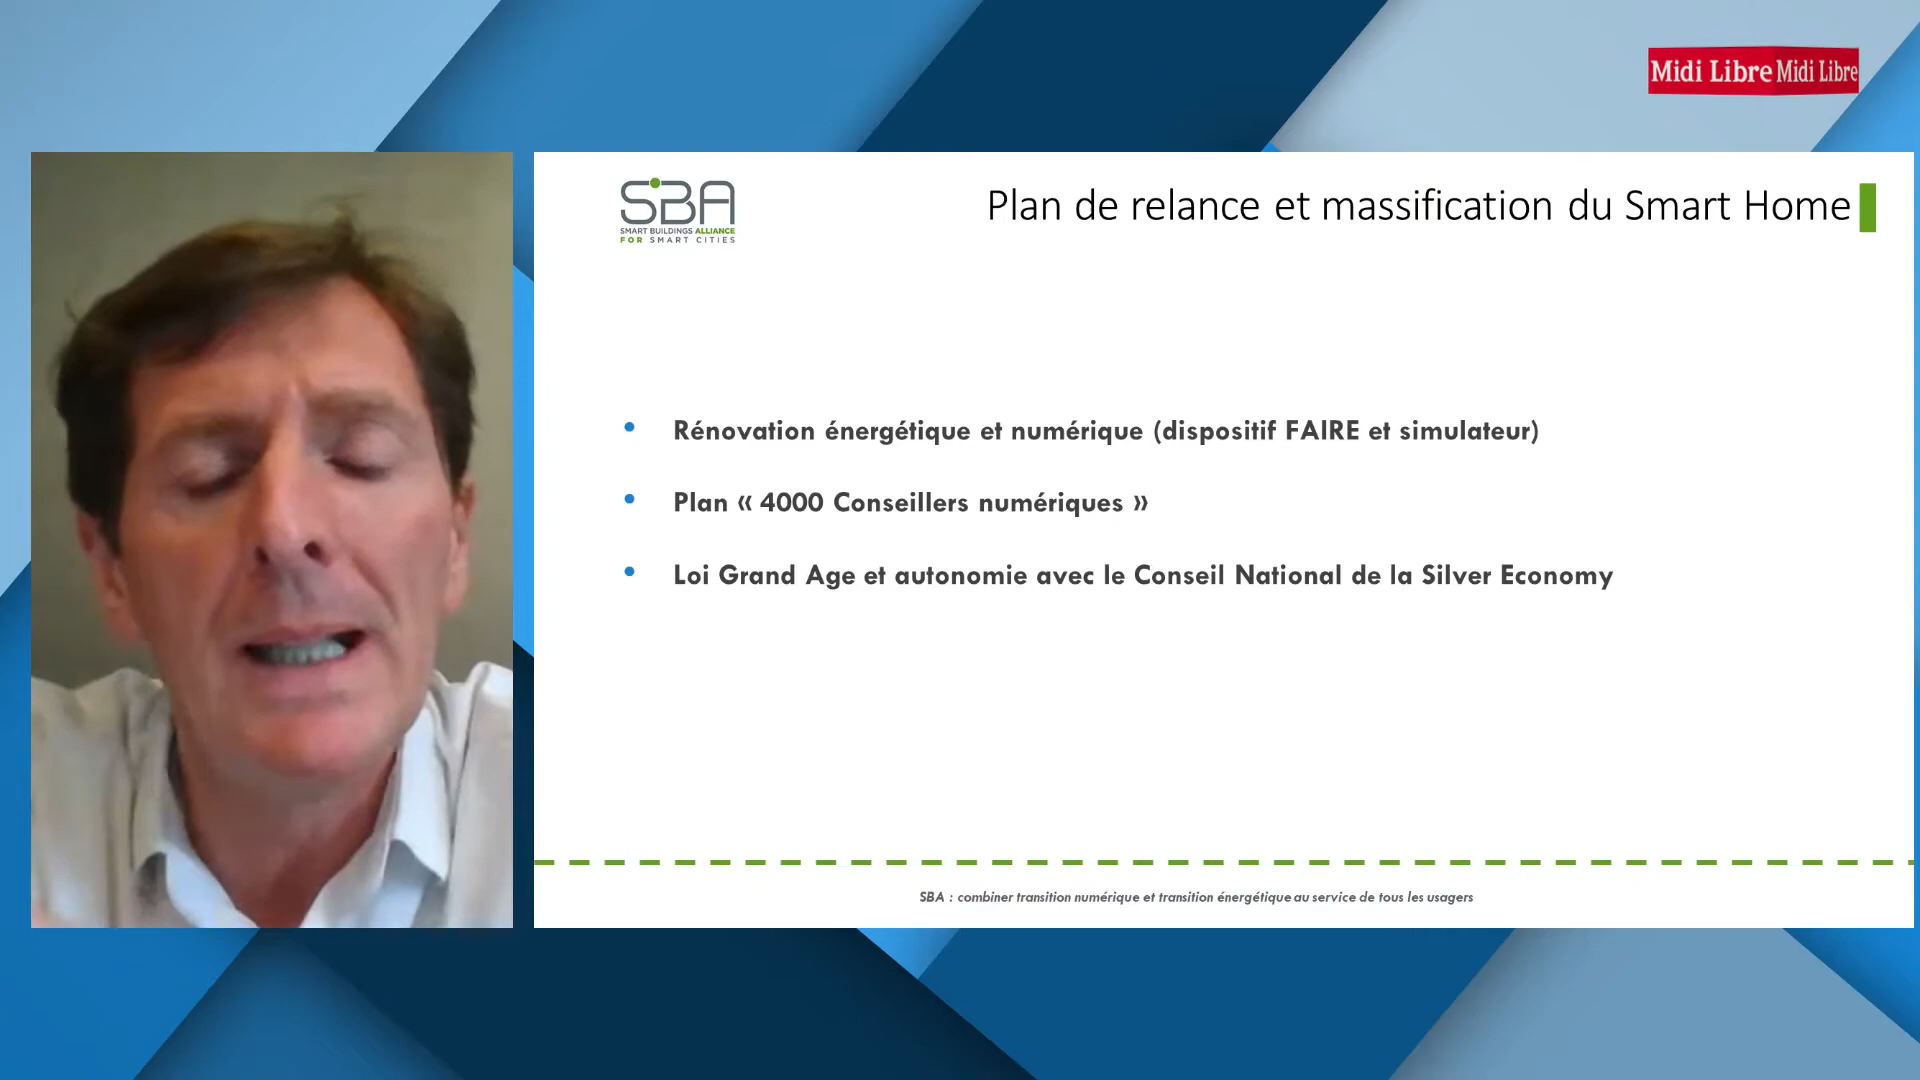 Midi Libre Midi Libre
SBA
SMART BUILDINGS ALLIANCE
FOR SMART CITIES
Plan de relance et massification du Smart Home
• Rénovation énergétique et numérique (dispositif FAIRE et simulateur)
• Plan « 4000 Conseillers numériques »
• Loi Grand Age et autonomie avec le Conseil National de la Silver Economy
SBA : combiner transition numérique et transition énergétique au service de tous les usagers